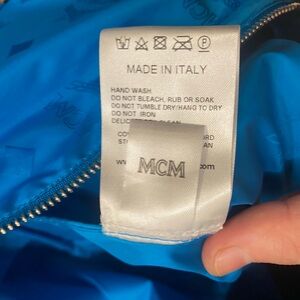 MADE IN ITALY
HAND WASH
DO NOT BLEACH, RUB OR SOAK
DO NOT TUMBLE DRY/HANG TO DRY
DO NOT IRON
MCM